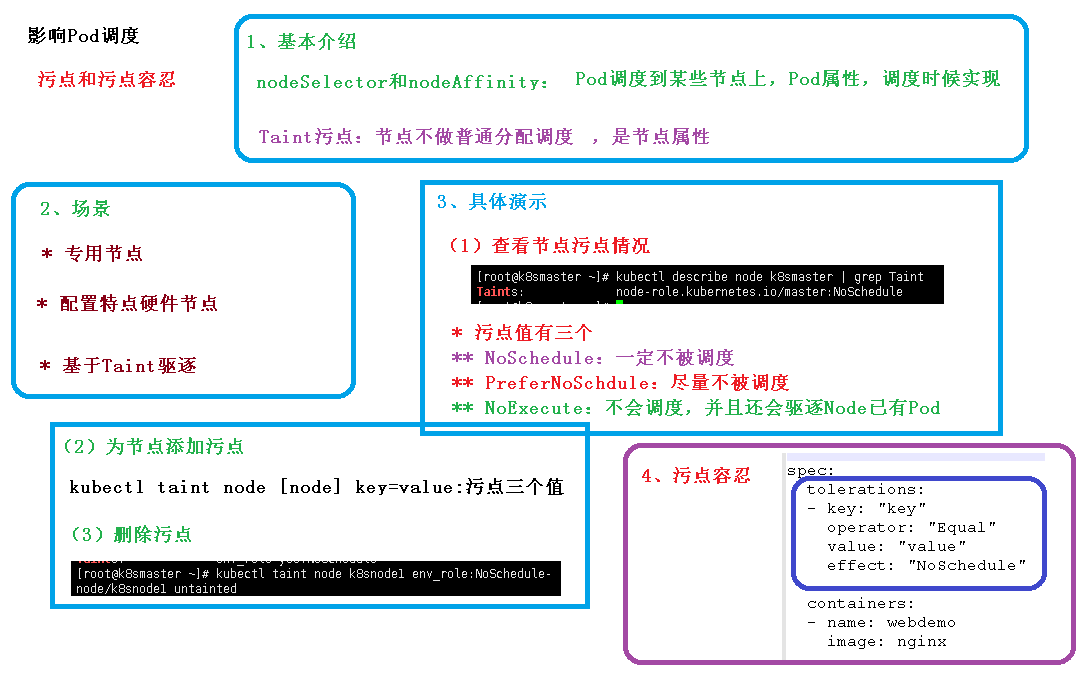 影响Pod调度
污点和污点容忍
1、基本介绍
nodeSelector和nodeAffinity: Pod调度到某些节点上，Pod属性，调度时候实现
Taint污点：节点不做普通分配调度 ，是节点属性
2、场景
* 专用节点
* 配置特点硬件节点
* 基于Taint驱逐
3、具体演示
（1）查看节点污点情况
[root@k8smaster ~]# kubectl describe node k8smaster | grep Taint
Taints: node-role.kubernetes.io/master:NoSchedule
* 污点值有三个
** NoSchedule：一定不被调度
** PreferNoSchdule：尽量不被调度
** NoExecute：不会调度，并且还会驱逐Node已有Pod
（2）为节点添加污点
kubectl taint node [node] key=value:污点三个值
（3）删除污点
[root@k8smaster ~]# kubectl taint node k8snode1 env_role:NoSchedule-
node/k8snode1 untainted
4、污点容忍
spec:
tolerations:
- key: "key"
operator: "Equal"
value: "value"
effect: "NoSchedule"
containers:
- name: webdemo
image: nginx